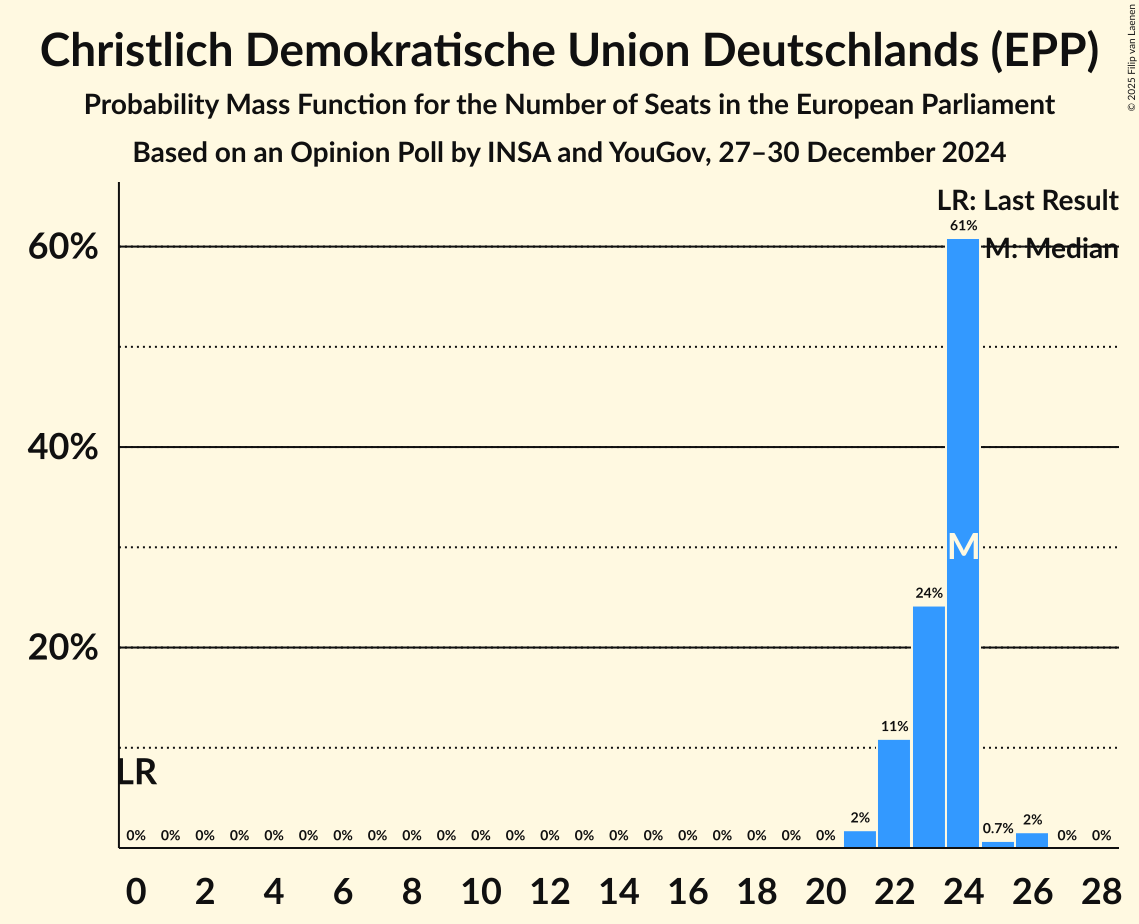 Christlich Demokratische Union Deutschlands (EPP)
Probability Mass Function for the Number of Seats in the European Parliament
Based on an Opinion Poll by INSA and YouGov, 27–30 December 2024
© 2025 Filip van Laenen
LR: Last Result
M: Median
61%
60%
40%
M
24%
20%
11%
LR
0% 0% 0% 0% 0% 0% 0% 0% 0% 0% 0% 0% 0% 0% 0% 0% 0% 0% 0% 0% 0% 2% 0.7% 2% 0% 0%
0 2 4 6 8 10 12 14 16 18 20 22 24 26 28